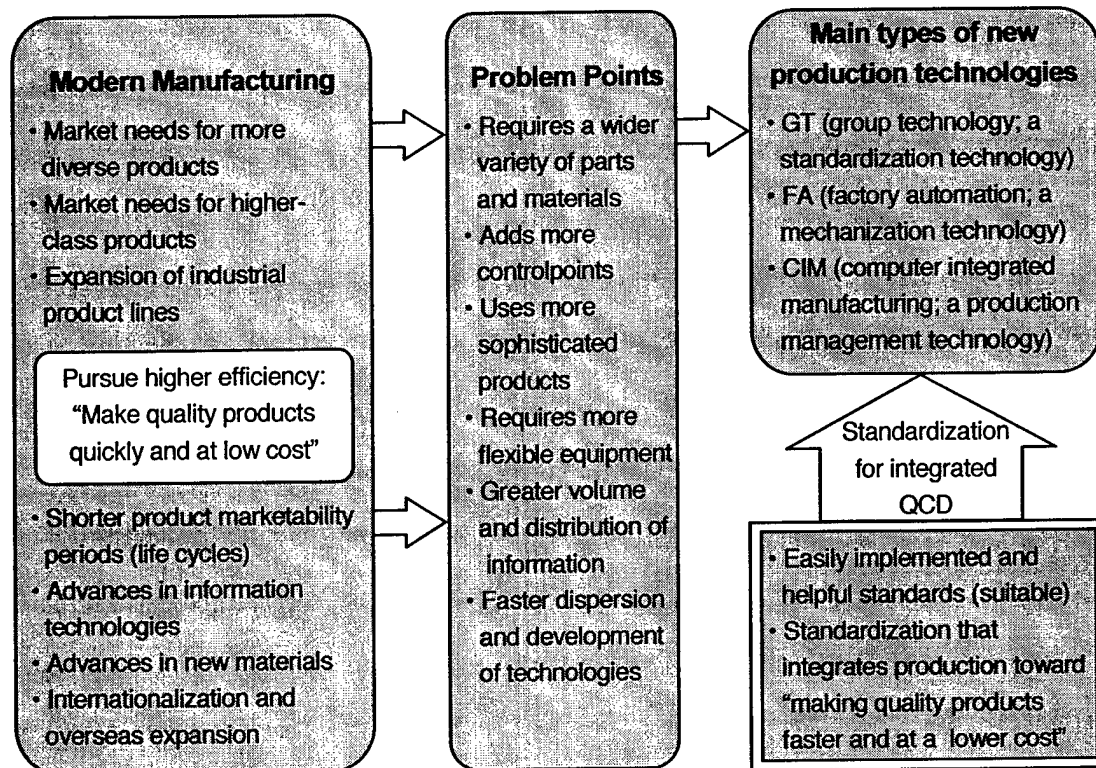 Modern Manufacturing
• Market needs for more
diverse products
• Market needs for higher-
class products
• Expansion of industrial
product lines
Pursue higher efficiency:
“Make quality products
quickly and at low cost”
• Shorter product marketability
periods (life cycles)
• Advances in information
technologies
• Advances in new materials
• Internationalization and
overseas expansion
Problem Points
• Requires a wider
variety of parts
and materials
• Adds more
controlpoints
• Uses more
sophisticated
products
• Requires more
flexible equipment
• Greater volume
and distribution of
information
• Faster dispersion
and development
of technologies
Main types of new
production technologies
• GT (group technology; a
standardization technology)
• FA (factory automation; a
mechanization technology)
• CIM (computer integrated
manufacturing; a production
management technology)
Standardization
for integrated
QCD
• Easily implemented and
helpful standards (suitable)
• Standardization that
integrates production toward
“making quality products
faster and at a lower cost”